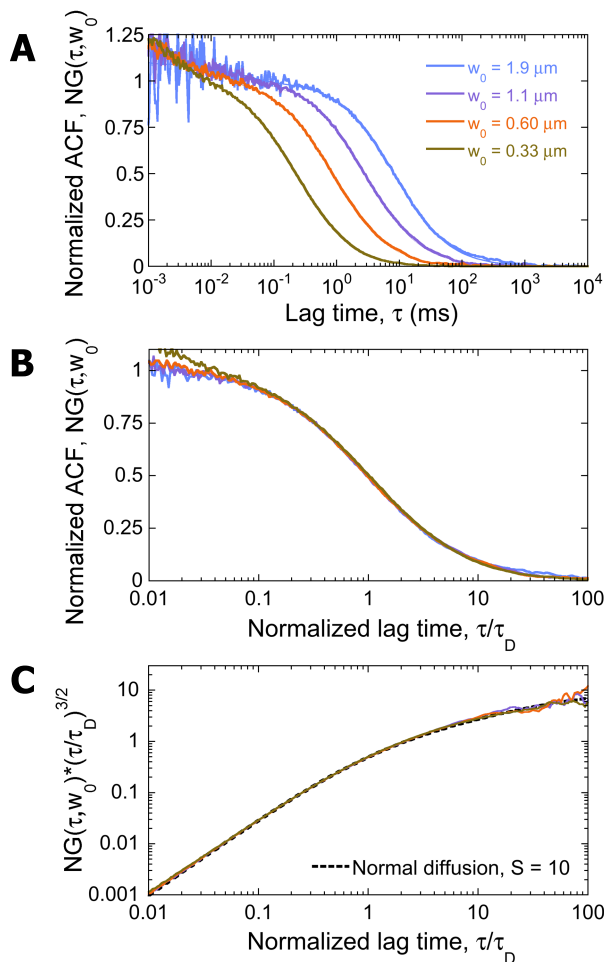 A
Normalized ACF, NG(τ,w₀)
1.25
1
0.75
0.5
0.25
0
w₀ = 1.9 μm
w₀ = 1.1 μm
w₀ = 0.60 μm
w₀ = 0.33 μm
10⁻³ 10⁻² 10⁻¹ 10⁰ 10¹ 10² 10³ 10⁴
Lag time, τ (ms)
B
Normalized ACF, NG(τ,w₀)
1
0.75
0.5
0.25
0
0.01 0.1 1 10 100
Normalized lag time, τ/τ_D
C
NG(τ,w₀)*(τ/τ_D)^3/2
10
1
0.1
0.01
0.001
Normal diffusion, S = 10
0.01 0.1 1 10 100
Normalized lag time, τ/τ_D